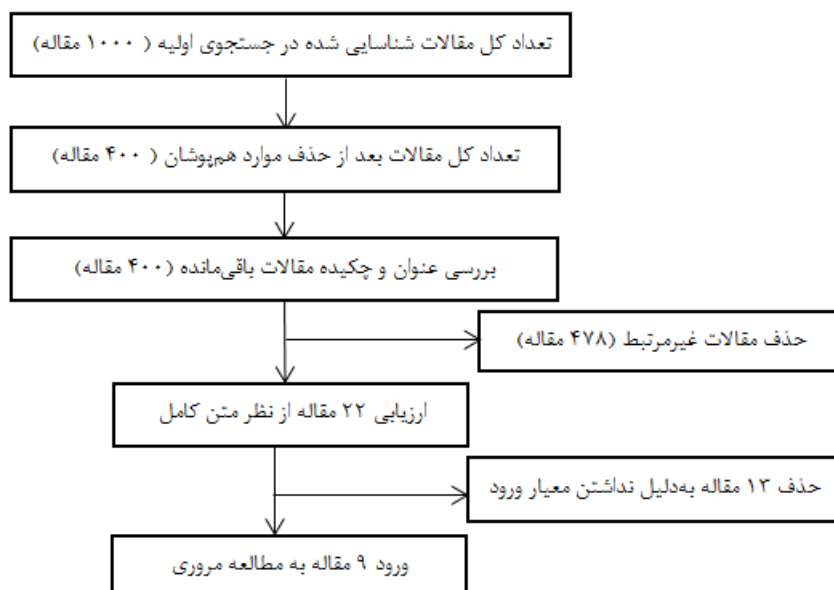 تعداد کل مقالات شناسایی شده در جستجوی اولیه ( ۱۰۰۰ مقاله)
تعداد کل مقالات بعد از حذف موارد هم‌پوشان ( ۴۰۰ مقاله)
بررسی عنوان و چکیده مقالات باقی‌مانده (۴۰۰ مقاله)
حذف مقالات غیرمرتبط (۴۷۸ مقاله)
ارزیابی ۲۲ مقاله از نظر متن کامل
حذف ۱۳ مقاله به‌دلیل نداشتن معیار ورود
ورود ۹ مقاله به مطالعه مروری